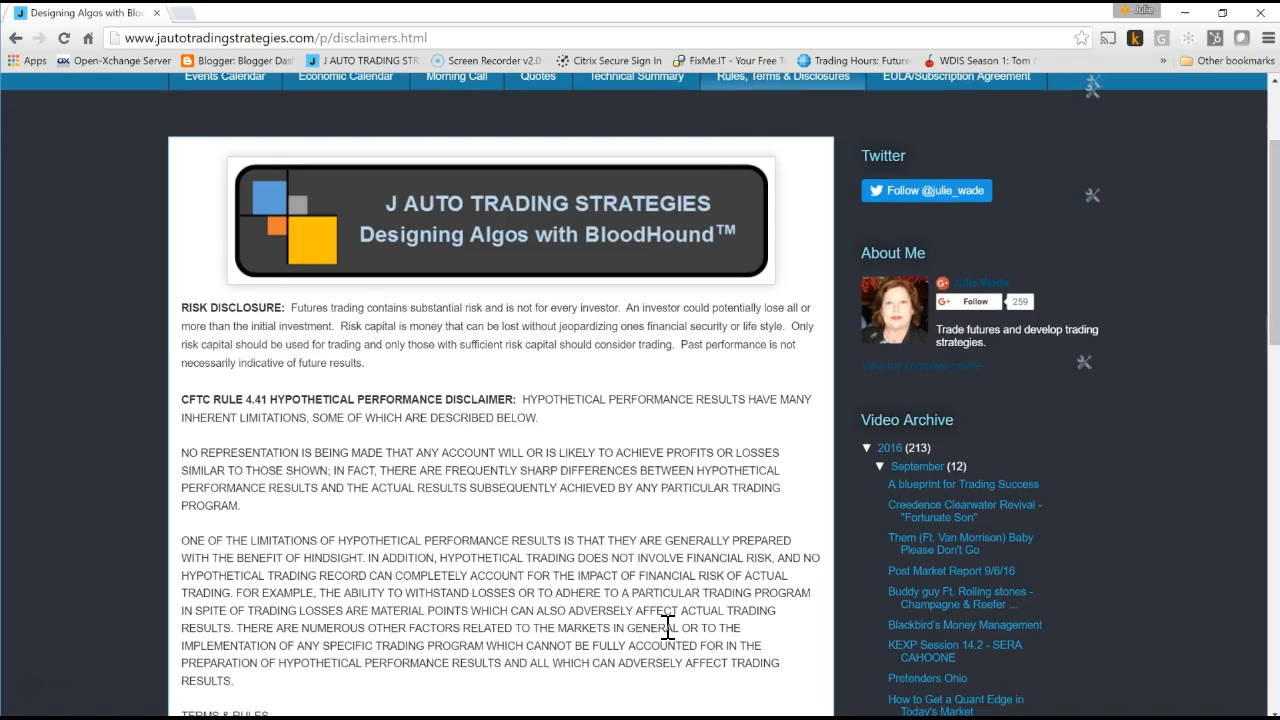 Designing Algos with Blo
Julie
www.jautotradingstrategies.com/p/disclaimers.html
Apps
Open-Xchange Server
Blogger: Blogger Das
J AUTO TRADING STR
Screen Recorder v2.0
Citrix Secure Sign In
FixMe.IT - Your Free T
Trading Hours: Future
WDIS Season 1: Tom
»
Other bookmarks
Events Calendar
Economic Calendar
Morning Call
Quotes
Technical Summary
Rules, Terms & Disclosures
EULA/Subscription Agreement
J AUTO TRADING STRATEGIES
Designing Algos with BloodHound™
RISK DISCLOSURE: Futures trading contains substantial risk and is not for every investor. An investor could potentially lose all or
more than the initial investment. Risk capital is money that can be lost without jeopardizing ones financial security or life style. Only
risk capital should be used for trading and only those with sufficient risk capital should consider trading. Past performance is not
necessarily indicative of future results.
CFTC RULE 4.41 HYPOTHETICAL PERFORMANCE DISCLAIMER: HYPOTHETICAL PERFORMANCE RESULTS HAVE MANY
INHERENT LIMITATIONS, SOME OF WHICH ARE DESCRIBED BELOW.
NO REPRESENTATION IS BEING MADE THAT ANY ACCOUNT WILL OR IS LIKELY TO ACHIEVE PROFITS OR LOSSES
SIMILAR TO THOSE SHOWN; IN FACT, THERE ARE FREQUENTLY SHARP DIFFERENCES BETWEEN HYPOTHETICAL
PERFORMANCE RESULTS AND THE ACTUAL RESULTS SUBSEQUENTLY ACHIEVED BY ANY PARTICULAR TRADING
PROGRAM.
ONE OF THE LIMITATIONS OF HYPOTHETICAL PERFORMANCE RESULTS IS THAT THEY ARE GENERALLY PREPARED
WITH THE BENEFIT OF HINDSIGHT. IN ADDITION, HYPOTHETICAL TRADING DOES NOT INVOLVE FINANCIAL RISK, AND NO
HYPOTHETICAL TRADING RECORD CAN COMPLETELY ACCOUNT FOR THE IMPACT OF FINANCIAL RISK OF ACTUAL
TRADING. FOR EXAMPLE, THE ABILITY TO WITHSTAND LOSSES OR TO ADHERE TO A PARTICULAR TRADING PROGRAM
IN SPITE OF TRADING LOSSES ARE MATERIAL POINTS WHICH CAN ALSO ADVERSELY AFFECT ACTUAL TRADING
RESULTS. THERE ARE NUMEROUS OTHER FACTORS RELATED TO THE MARKETS IN GENERAL OR TO THE
IMPLEMENTATION OF ANY SPECIFIC TRADING PROGRAM WHICH CANNOT BE FULLY ACCOUNTED FOR IN THE
PREPARATION OF HYPOTHETICAL PERFORMANCE RESULTS AND ALL WHICH CAN ADVERSELY AFFECT TRADING
RESULTS.
TERMS & RULES
Twitter
Follow @julie_wade
About Me
Julie Wade
G+ Follow 259
Trade futures and develop trading
strategies.
View my complete profile
Video Archive
▼ 2016 (213)
▼ September (12)
A blueprint for Trading Success
Creedence Clearwater Revival -
"Fortunate Son"
Them (Ft. Van Morrison) Baby
Please Don't Go
Post Market Report 9/6/16
Buddy guy Ft. Rolling stones -
Champagne & Reefer ...
Blackbird's Money Management
KEXP Session 14.2 - SERA
CAHOONE
Pretenders Ohio
How to Get a Quant Edge in
Today's Market